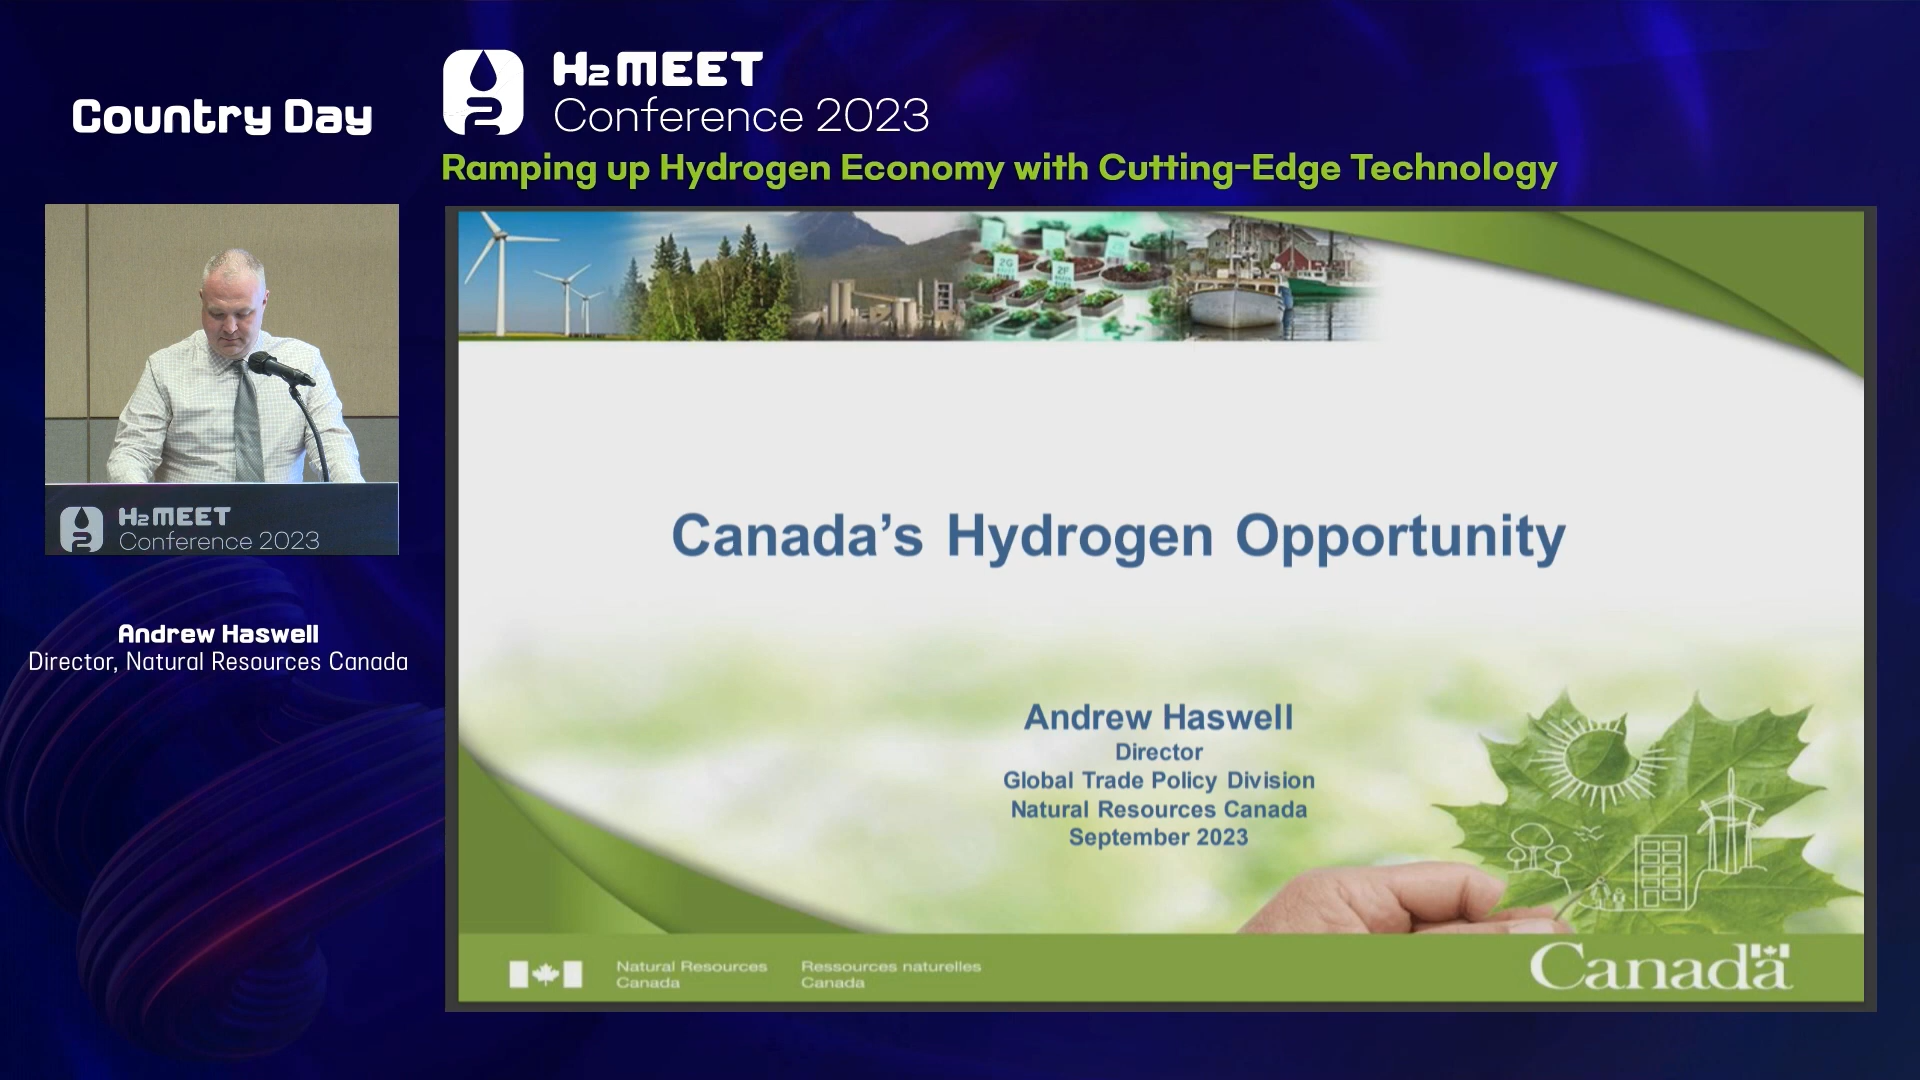 Country Day
H2 MEET
Conference 2023
Ramping up Hydrogen Economy with Cutting-Edge Technology
2G
2F
H2 MEET
Conference 2023
Andrew Haswell
Director, Natural Resources Canada
Canada's Hydrogen Opportunity
Andrew Haswell
Director
Global Trade Policy Division
Natural Resources Canada
September 2023
Natural Resources
Canada
Ressources naturelles
Canada
Canada